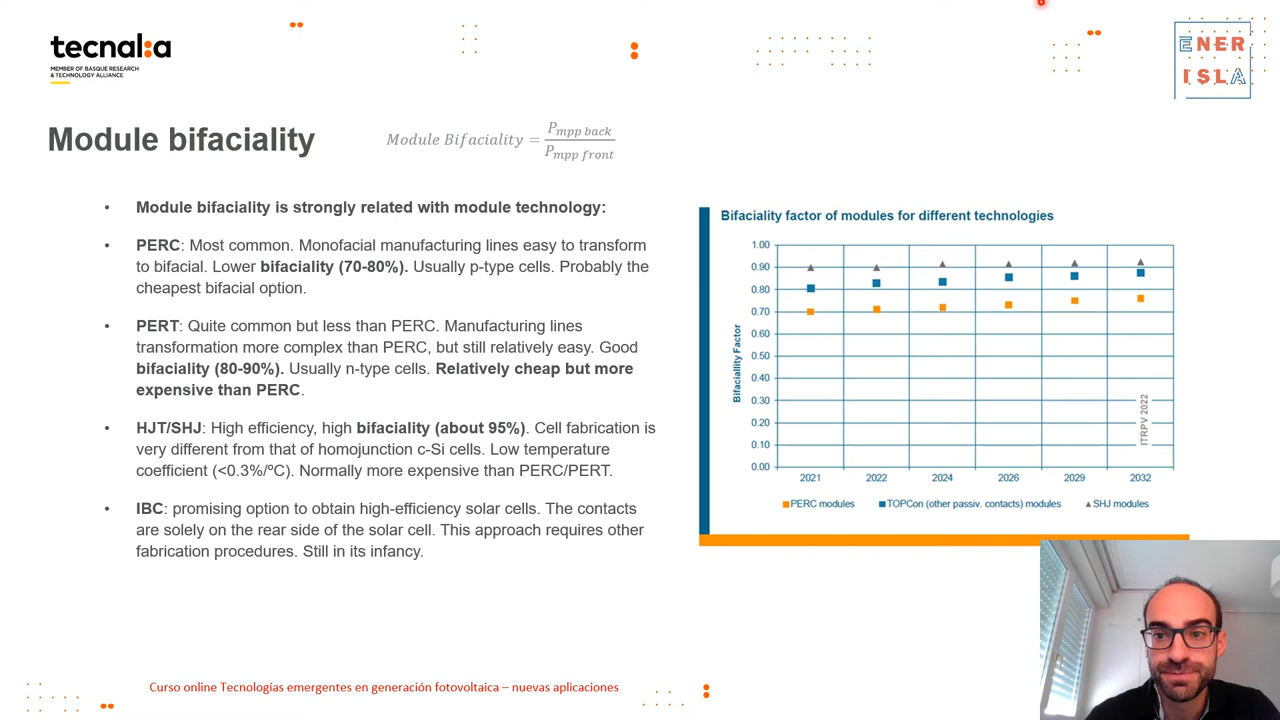 tecnalia
MEMBER OF BASQUE RESEARCH
& TECHNOLOGY ALLIANCE
ENER
ISLA
Module bifaciality
Module Bifaciality = P mpp back / P mpp front
• Module bifaciality is strongly related with module technology:
• PERC: Most common. Monofacial manufacturing lines easy to transform
to bifacial. Lower bifaciality (70-80%). Usually p-type cells. Probably the
cheapest bifacial option.
• PERT: Quite common but less than PERC. Manufacturing lines
transformation more complex than PERC, but still relatively easy. Good
bifaciality (80-90%). Usually n-type cells. Relatively cheap but more
expensive than PERC.
• HJT/SHJ: High efficiency, high bifaciality (about 95%). Cell fabrication is
very different from that of homojunction c-Si cells. Low temperature
coefficient (<0.3%/ºC). Normally more expensive than PERC/PERT.
• IBC: promising option to obtain high-efficiency solar cells. The contacts
are solely on the rear side of the solar cell. This approach requires other
fabrication procedures. Still in its infancy.
Bifaciality factor of modules for different technologies
Bifaciallity Factor
1.00
0.90
0.80
0.70
0.60
0.50
0.40
0.30
0.20
0.10
0.00
2021 2022 2024 2026 2029 2032
ITRPV 2022
PERC modules TOPCon (other passiv. contacts) modules SHJ modules
Curso online Tecnologías emergentes en generación fotovoltaica – nuevas aplicaciones